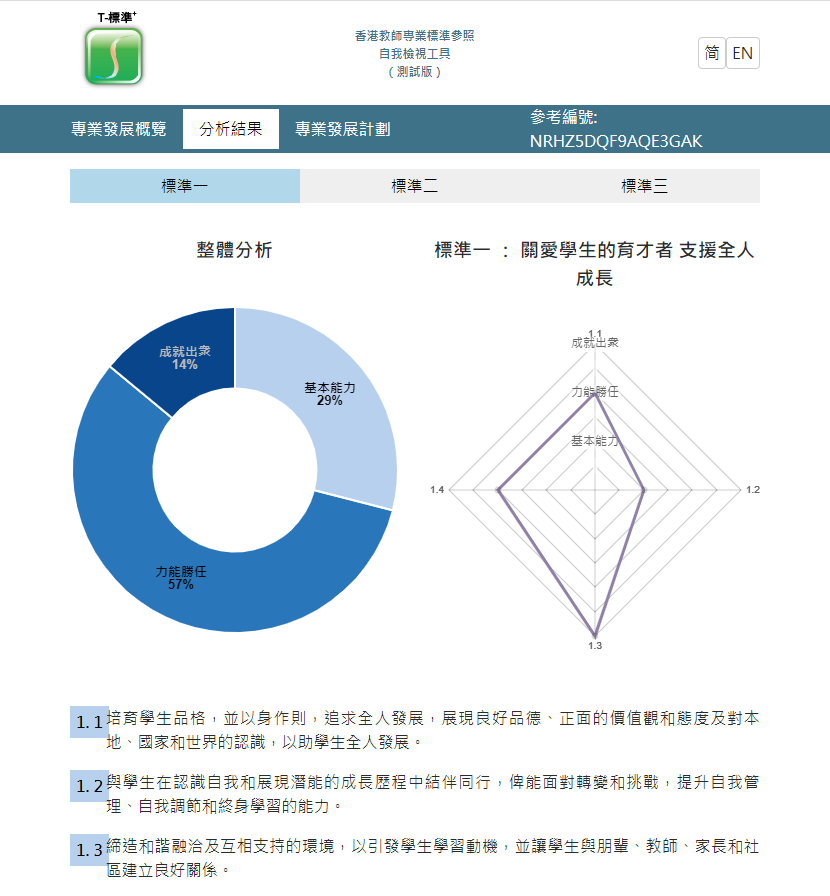 T-標準+
香港教師專業標準參照
自我檢視工具
（測試版）
简 EN
專業發展概覽 分析結果 專業發展計劃 參考編號:
NRHZ5DQF9AQE3GAK
標準一 標準二 標準三
整體分析
成就出衆
14%
基本能力
29%
力能勝任
57%
標準一 ： 關愛學生的育才者 支援全人
成長
1.1
成就出衆
力能勝任
基本能力
1.4
1.2
1.3
1.1 培育學生品格，並以身作則，追求全人發展，展現良好品德、正面的價值觀和態度及對本
地、國家和世界的認識，以助學生全人發展。
1.2 與學生在認識自我和展現潛能的成長歷程中結伴同行，俾能面對轉變和挑戰，提升自我管
理、自我調節和終身學習的能力。
1.3 締造和諧融洽及互相支持的環境，以引發學生學習動機，並讓學生與朋輩、教師、家長和社
區建立良好關係。